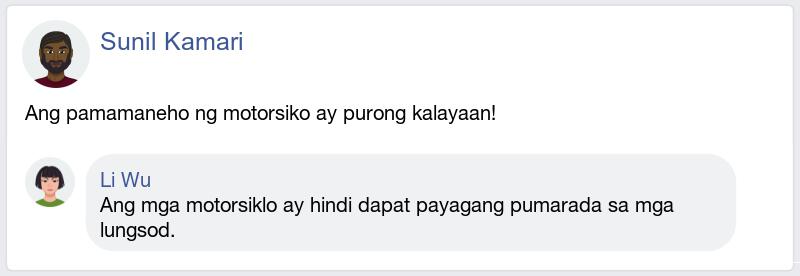 Sunil Kamari
Ang pamamaneho ng motorsiko ay purong kalayaan!
Li Wu
Ang mga motorsiklo ay hindi dapat payagang pumarada sa mga
lungsod.